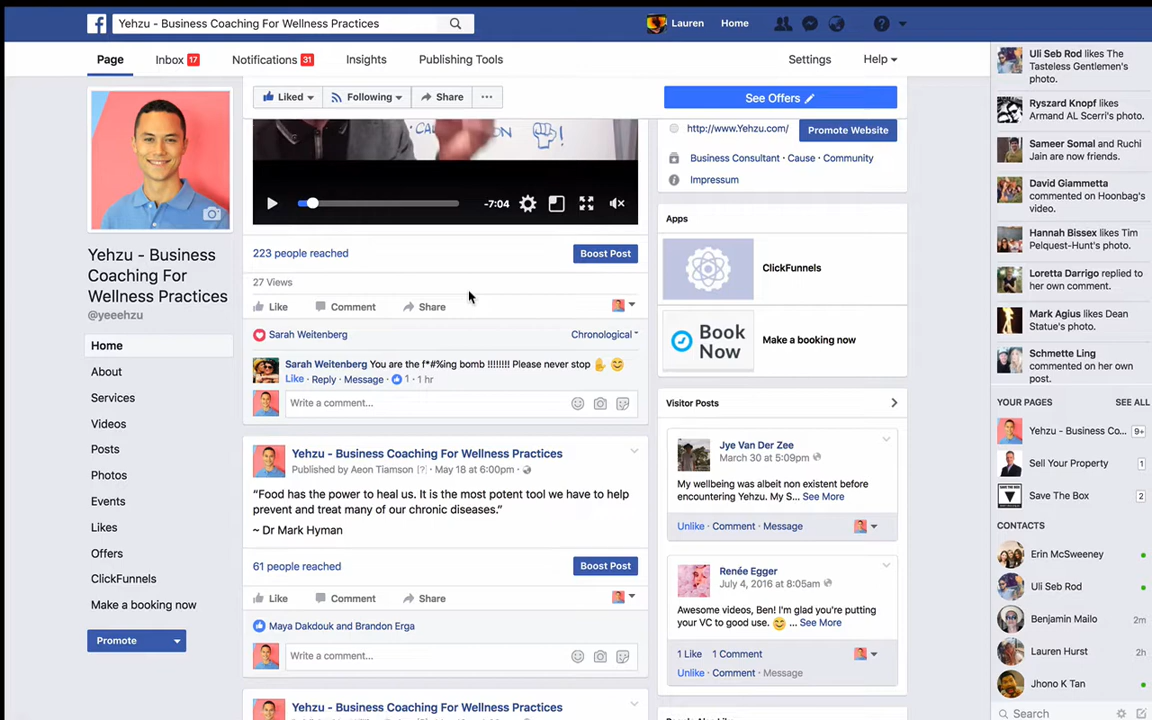 Yehzu - Business Coaching For Wellness Practices
Lauren Home
Page Inbox 17 Notifications 31 Insights Publishing Tools Settings Help
Liked Following Share ... See Offers
Yehzu - Business
Coaching For
Wellness Practices
@yeeehzu
Home
About
Services
Videos
Posts
Photos
Events
Likes
Offers
ClickFunnels
Make a booking now
Promote
-7:04
223 people reached Boost Post
27 Views
Like Comment Share
Sarah Weitenberg Chronological
Sarah Weitenberg You are the f*#%ing bomb !!!!!!!! Please never stop ✋ 😊
Like · Reply · Message · 1 · 1 hr
Write a comment...
Yehzu - Business Coaching For Wellness Practices
Published by Aeon Tiamson [?] · May 18 at 6:00pm ·
“Food has the power to heal us. It is the most potent tool we have to help
prevent and treat many of our chronic diseases.”
~ Dr Mark Hyman
61 people reached Boost Post
Like Comment Share
Maya Dakdouk and Brandon Erga
Write a comment...
Yehzu - Business Coaching For Wellness Practices
http://www.Yehzu.com/ Promote Website
Business Consultant · Cause · Community
Impressum
Apps
ClickFunnels
Book
Now
Make a booking now
Visitor Posts
Jye Van Der Zee
March 30 at 5:09pm
My wellbeing was albeit non existent before
encountering Yehzu. My S... See More
Unlike · Comment · Message
Renée Egger
July 4, 2016 at 8:05am
Awesome videos, Ben! I'm glad you're putting
your VC to good use. 😊 ... See More
1 Like 1 Comment
Unlike · Comment · Message
Uli Seb Rod likes The
Tasteless Gentlemen's
photo.
Ryszard Knopf likes
Armand AL Scerri's photo.
Sameer Somal and Ruchi
Jain are now friends.
David Giammetta
commented on Hoonbag's
video.
Hannah Bissex likes Tim
Pelquest-Hunt's photo.
Loretta Darrigo replied to
her own comment.
Mark Agius likes Dean
Statue's photo.
Schmette Ling
commented on her own
post.
YOUR PAGES SEE ALL
Yehzu - Business Co... 9+
Sell Your Property 1
Save The Box 2
CONTACTS
Erin McSweeney
Uli Seb Rod
Benjamin Mailo 2m
Lauren Hurst 2h
Jhono K Tan
Search